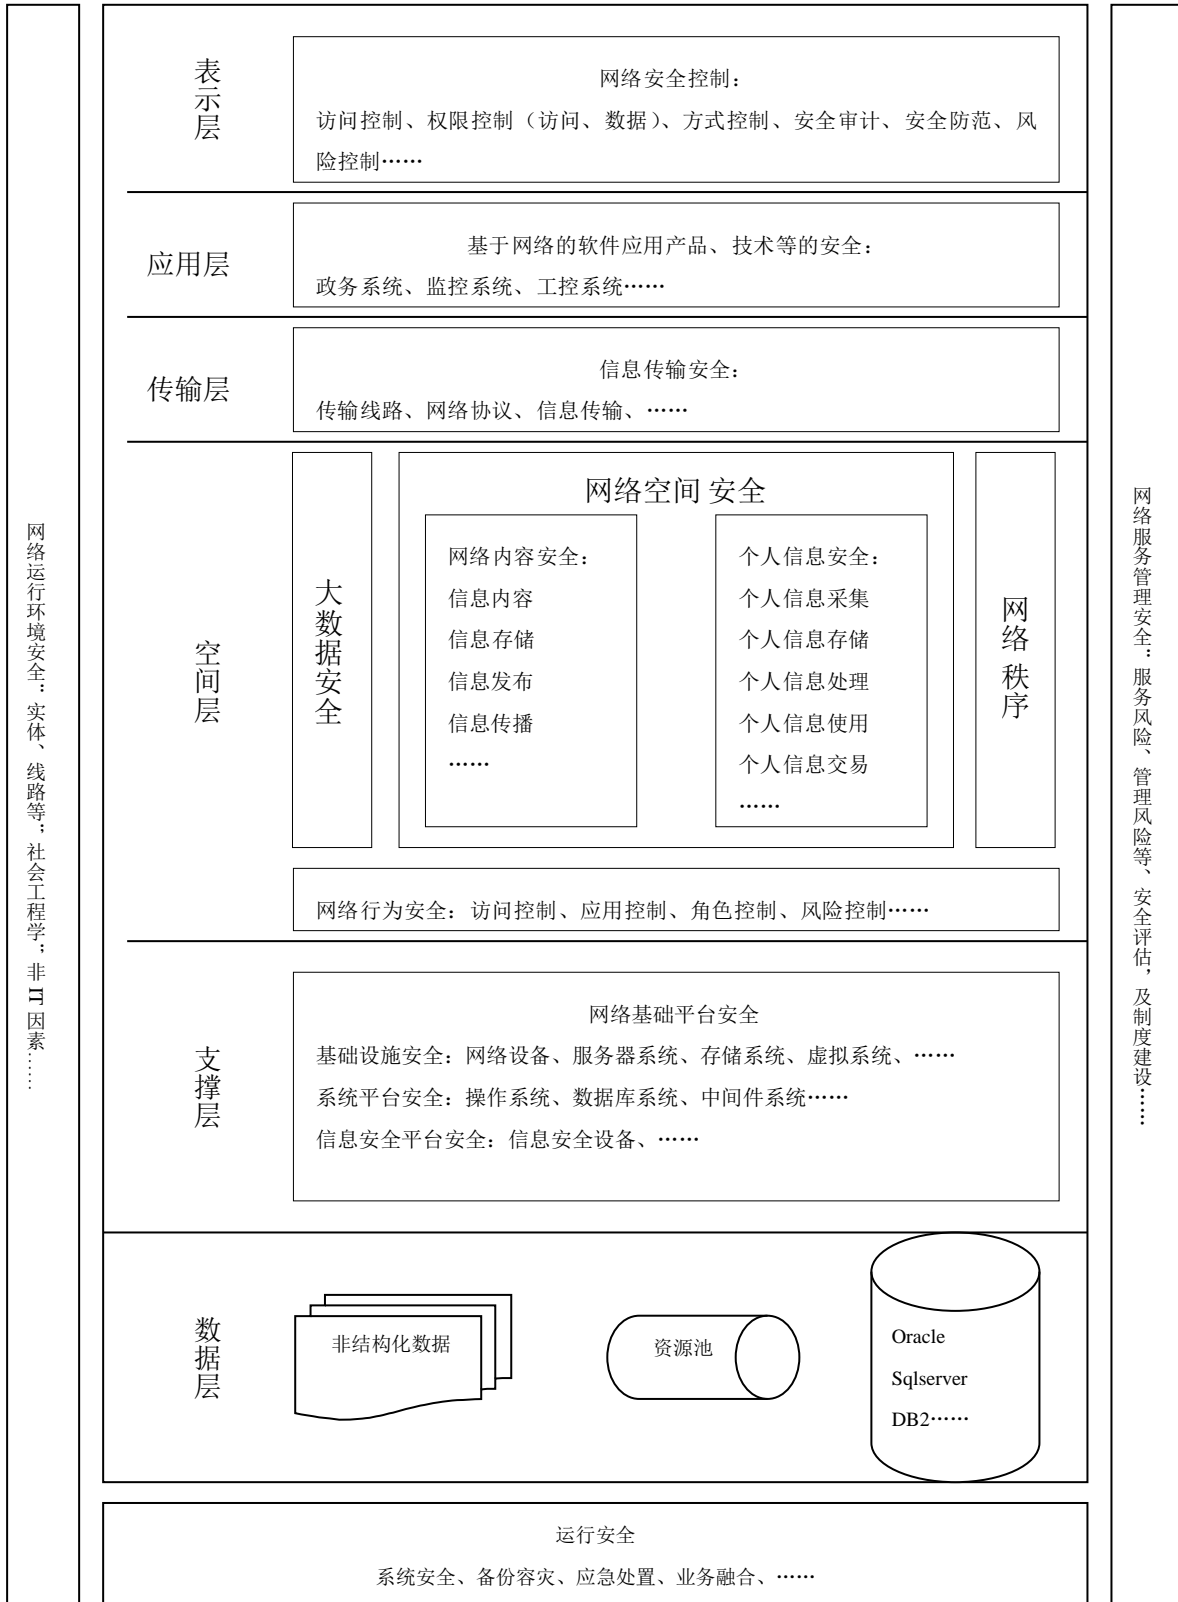 网络运行环境安全：实体、线路等；社会工程学；非 IT 因素……
表示层
网络安全控制：
访问控制、权限控制（访问、数据）、方式控制、安全审计、安全防范、风
险控制……
应用层
基于网络的软件应用产品、技术等的安全：
政务系统、监控系统、工控系统……
传输层
信息传输安全：
传输线路、网络协议、信息传输、……
空间层
大数据安全
网络空间 安全
网络内容安全：
信息内容
信息存储
信息发布
信息传播
……
个人信息安全：
个人信息采集
个人信息存储
个人信息处理
个人信息使用
个人信息交易
……
网络 秩序
网络行为安全：访问控制、应用控制、角色控制、风险控制……
支撑层
网络基础平台安全
基础设施安全：网络设备、服务器系统、存储系统、虚拟系统、……
系统平台安全：操作系统、数据库系统、中间件系统……
信息安全平台安全：信息安全设备、……
数据层
非结构化数据
资源池
Oracle
Sqlserver
DB2……
运行安全
系统安全、备份容灾、应急处置、业务融合、……
网络服务管理安全：服务风险、管理风险等、安全评估，及制度建设……